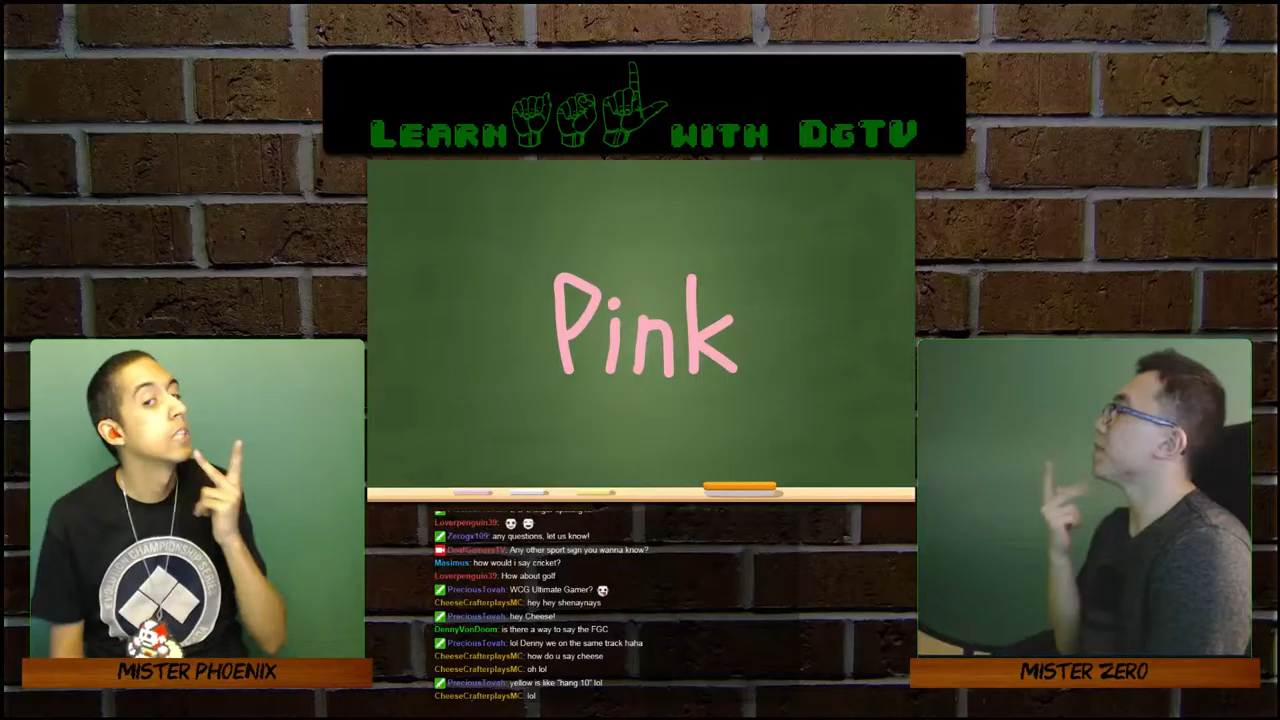 Learn with DgTV
Pink
Loverpenguin39:
Zerogx109: any questions, let us know!
DeafGamersTV: Any other sport sign you wanna know?
Masimus: how would i say cricket?
Loverpenguin39: How about golf
PreciousTovah: WCG Ultimate Gamer?
CheeseCrafterplaysMC: hey hey shenaynays
PreciousTovah: hey Cheese!
DennyVonDoom: is there a way to say the FGC
PreciousTovah: lol Denny we on the same track haha
CheeseCrafterplaysMC: how do u say cheese
CheeseCrafterplaysMC: oh lol
PreciousTovah: yellow is like "hang 10" lol
CheeseCrafterplaysMC: lol
CHAMPIONSHIP SERIES
MISTER PHOENIX
MISTER ZERO